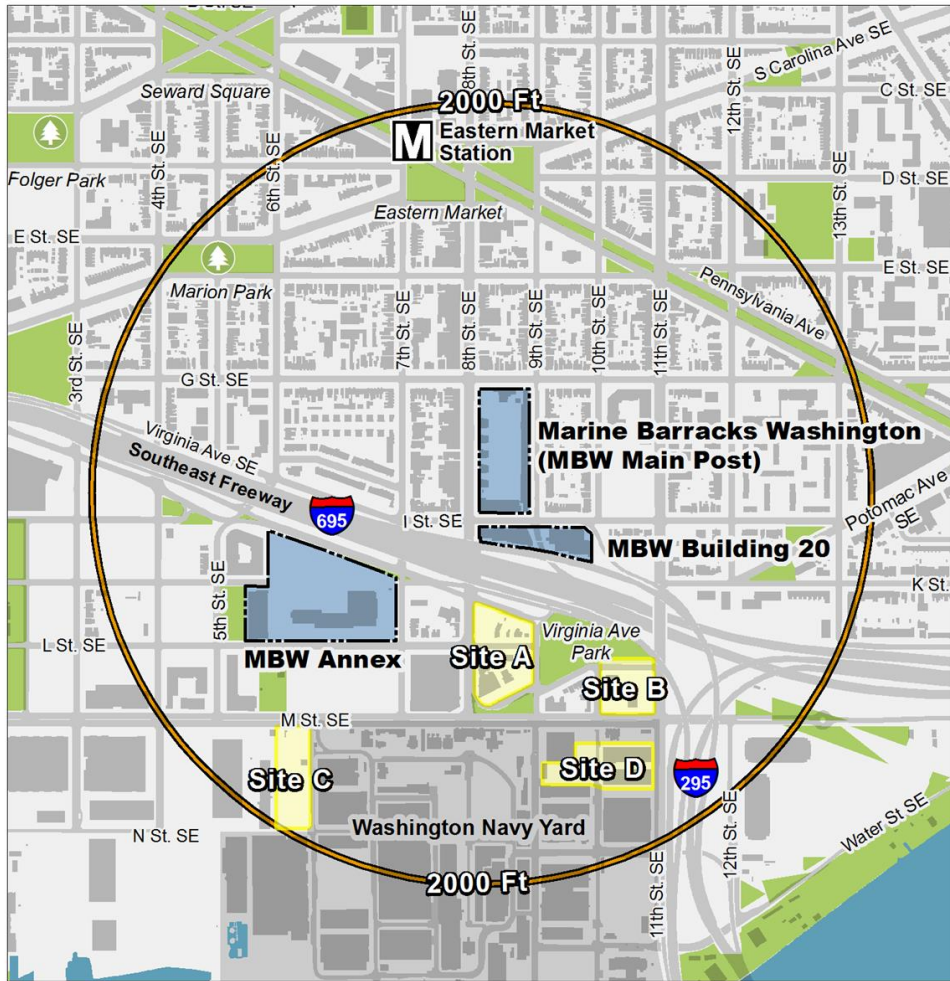 D St. SE
8th St. SE
S Carolina Ave SE
12th St. SE
C St. SE
Seward Square
2000 Ft
M
Eastern Market
Station
4th St. SE
6th St. SE
Folger Park
D St. SE
13th St. SE
Eastern Market
E St. SE
E St. SE
Marion Park
Pennsylvania Ave
3rd St. SE
7th St. SE
8th St. SE
9th St. SE
10th St. SE
11th St. SE
G St. SE
Virginia Ave SE
Southeast Freeway
Marine Barracks Washington
(MBW Main Post)
695
I St. SE
Potomac Ave
SE
MBW Building 20
5th St. SE
K St.
L St. SE
MBW Annex
Site A
Virginia Ave
Park
Site B
M St. SE
Site C
Site D
295
N St. SE
Washington Navy Yard
12th St. SE
Water St SE
2000 Ft
11th St. SE